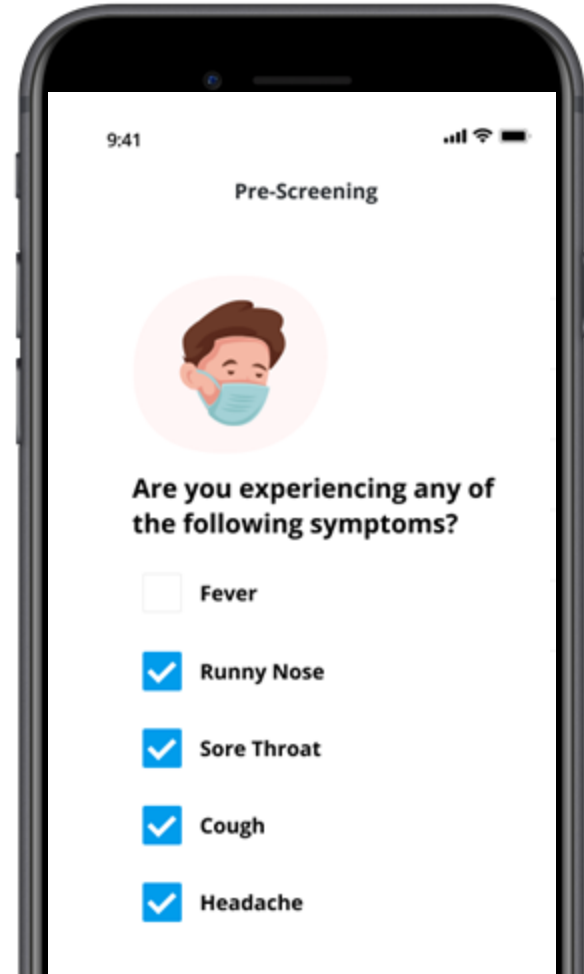 9:41
Pre-Screening
Are you experiencing any of
the following symptoms?
Fever
Runny Nose
Sore Throat
Cough
Headache